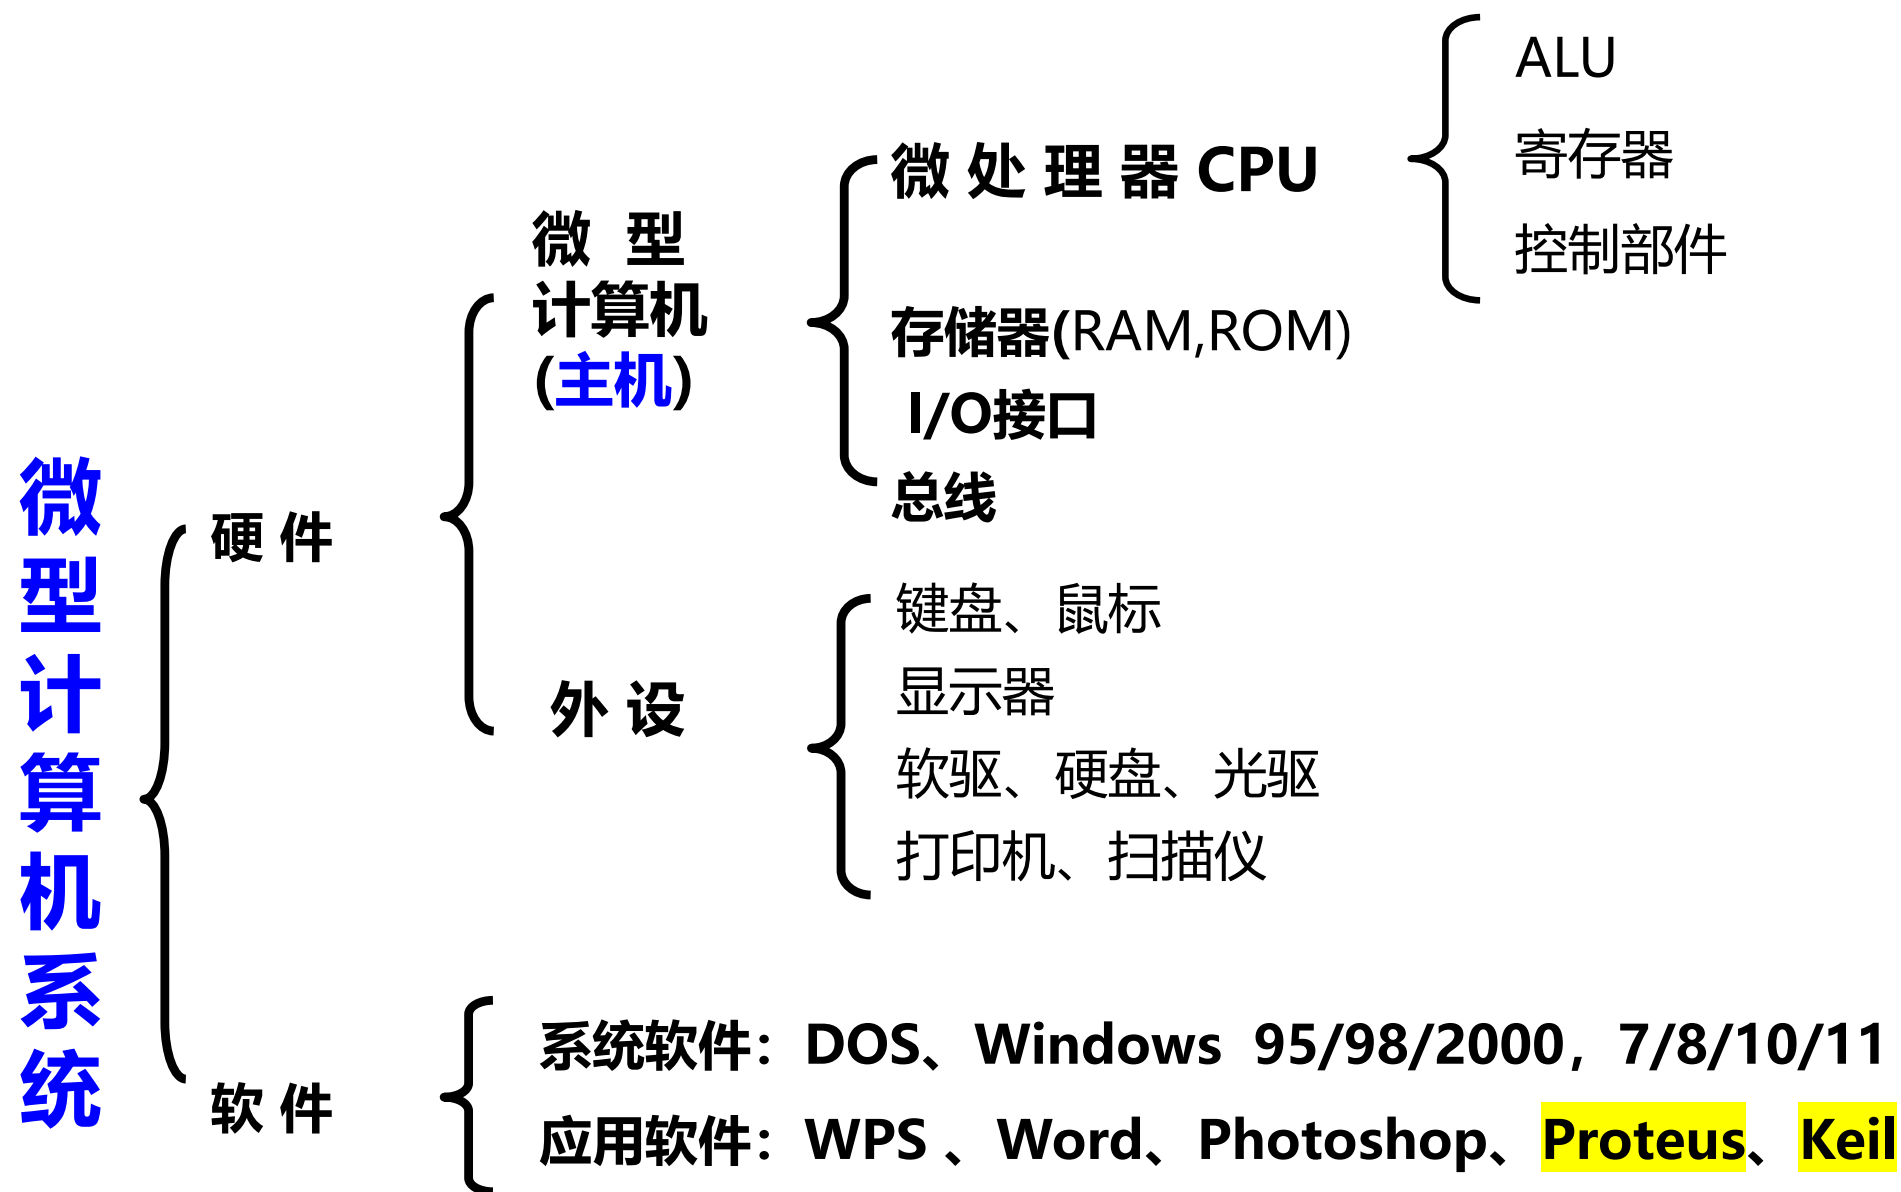 微型计算机系统
硬 件
微 型
计算机
(主机)
微 处 理 器 CPU
ALU
寄存器
控制部件
存储器(RAM,ROM)
I/O接口
总线
外 设
键盘、鼠标
显示器
软驱、硬盘、光驱
打印机、扫描仪
软 件
系统软件：DOS、Windows 95/98/2000，7/8/10/11
应用软件：WPS 、Word、Photoshop、Proteus、Keil